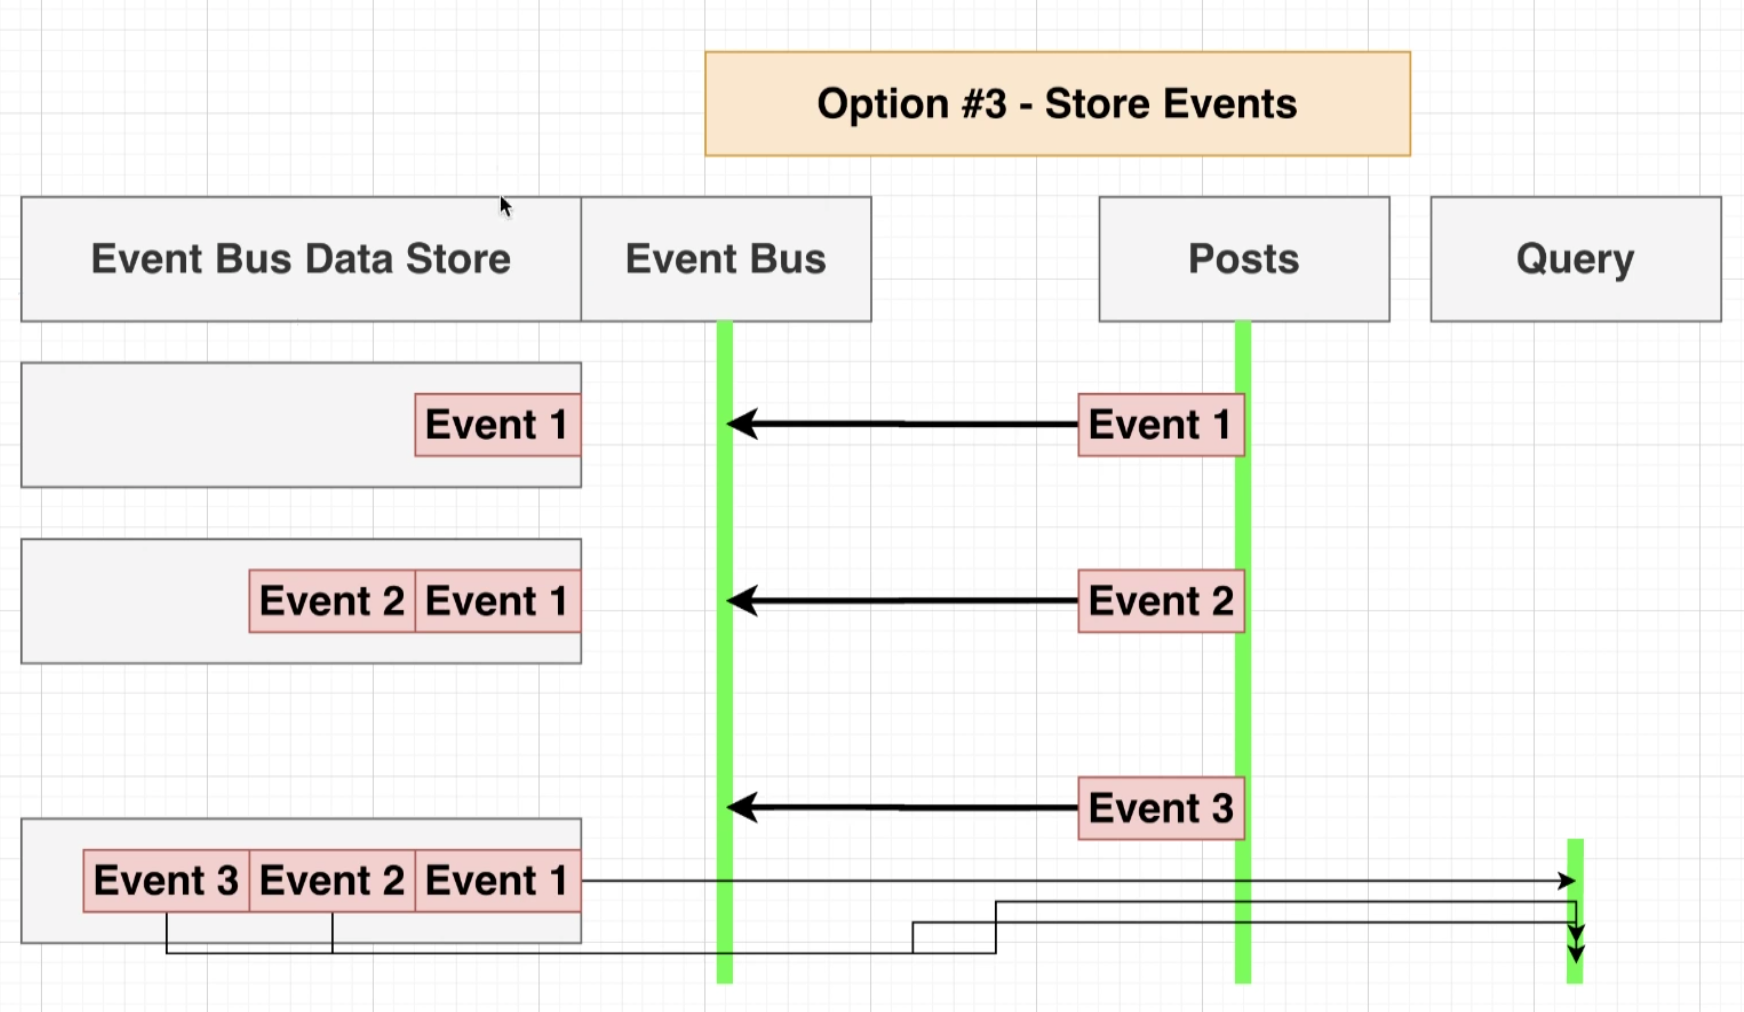 Option #3 - Store Events
Event Bus Data Store
Event Bus
Posts
Query
Event 1
Event 1
Event 2
Event 1
Event 2
Event 3
Event 3
Event 2
Event 1